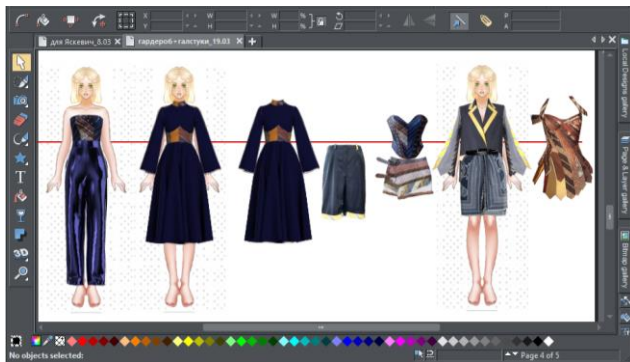 X
Y
W
H
W
H
%
%
P
A
для Яскевич_8.03
гардероб+галстуки_19.03
Local Designs gallery
Page & Layer gallery
Bitmap gallery
T
3D
No objects selected:
Page 4 of 5